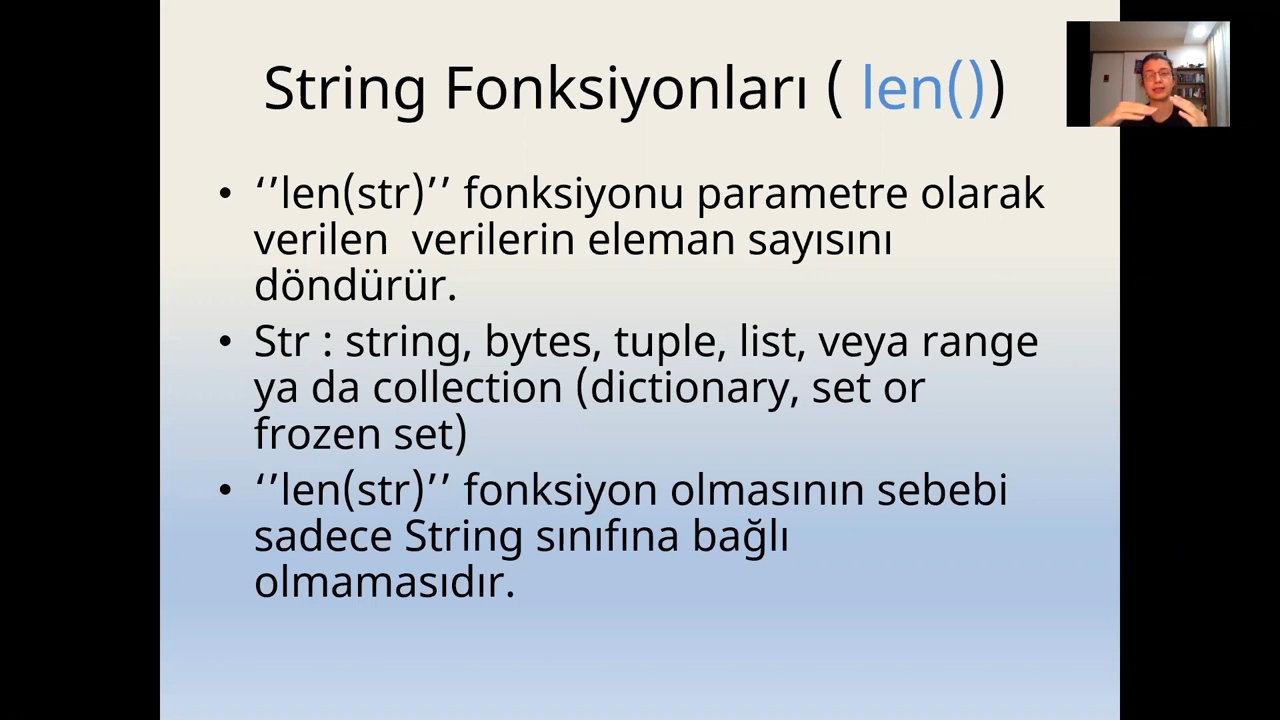 String Fonksiyonları ( len())
• ‘’len(str)’’ fonksiyonu parametre olarak
verilen  verilerin eleman sayısını
döndürür.
• Str : string, bytes, tuple, list, veya range
ya da collection (dictionary, set or
frozen set)
• ‘’len(str)’’ fonksiyon olmasının sebebi
sadece String sınıfına bağlı
olmamasıdır.